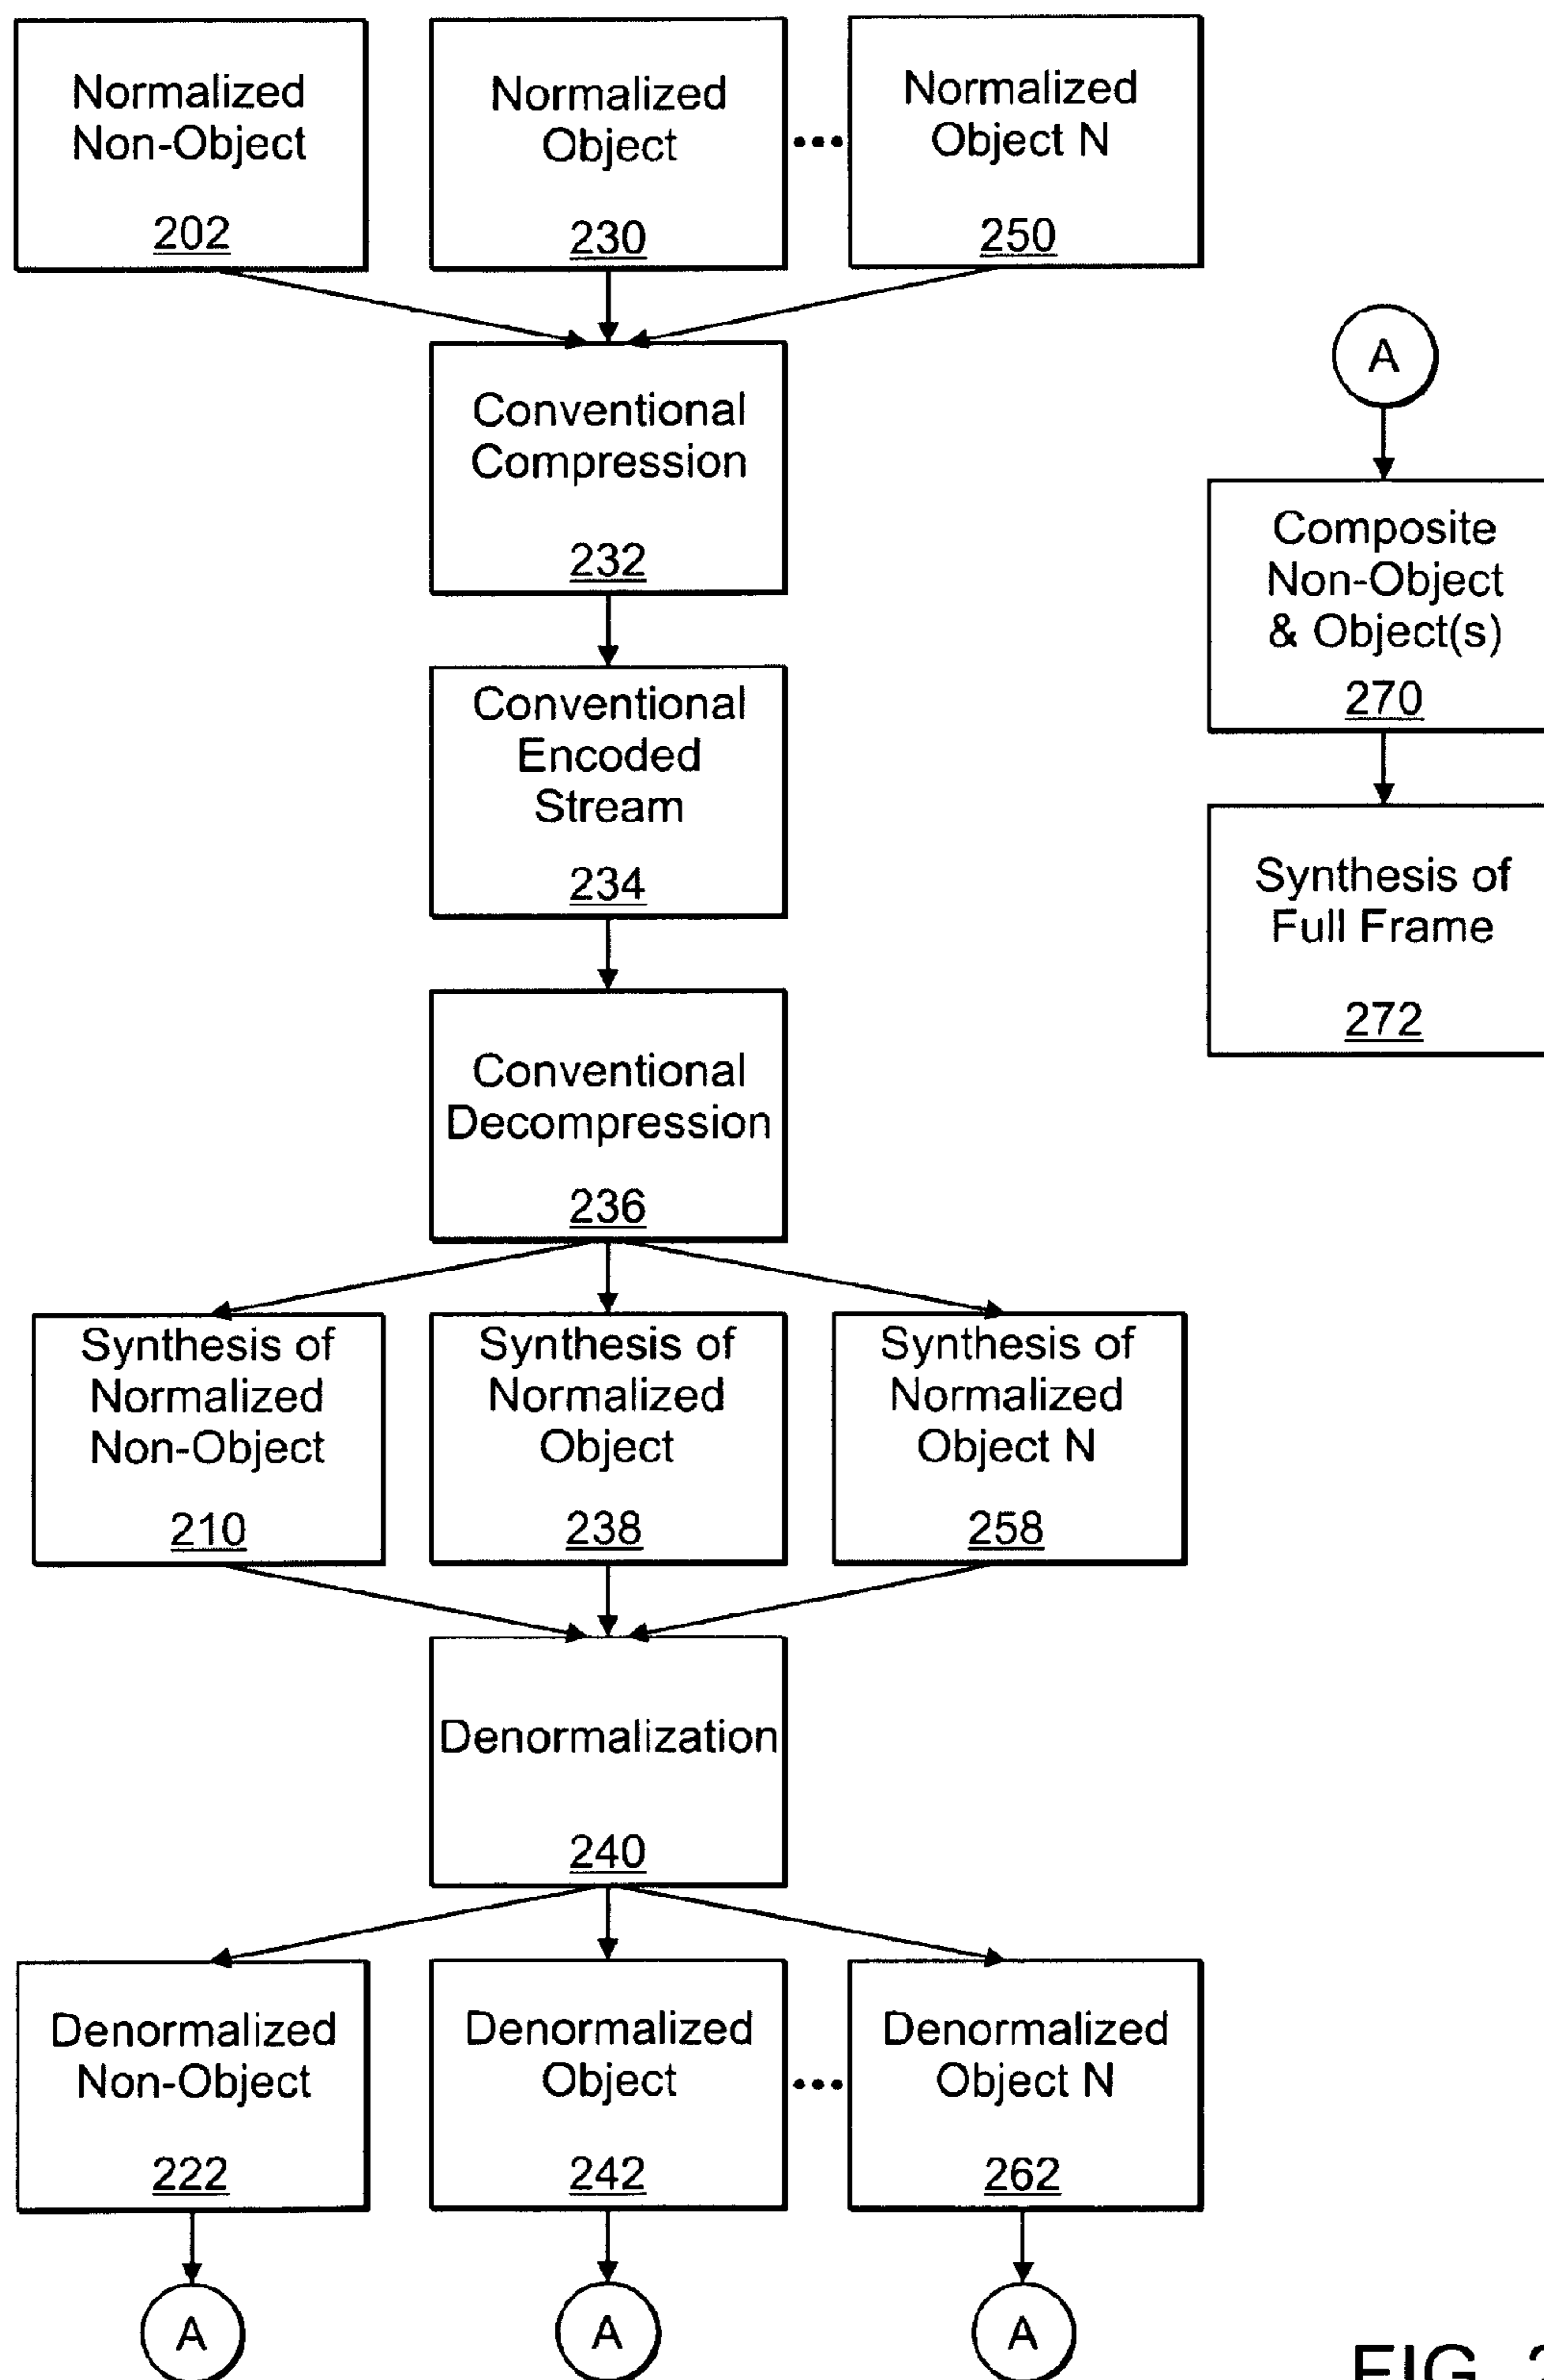 Normalized
Non-Object
202
Normalized
Object
230
...
Normalized
Object N
250
Conventional
Compression
232
Conventional
Encoded
Stream
234
Conventional
Decompression
236
Synthesis of
Normalized
Non-Object
210
Synthesis of
Normalized
Object
238
Synthesis of
Normalized
Object N
258
Denormalization
240
Denormalized
Non-Object
222
Denormalized
Object
242
...
Denormalized
Object N
262
A
A
A
A
Composite
Non-Object
& Object(s)
270
Synthesis of
Full Frame
272
FIG.